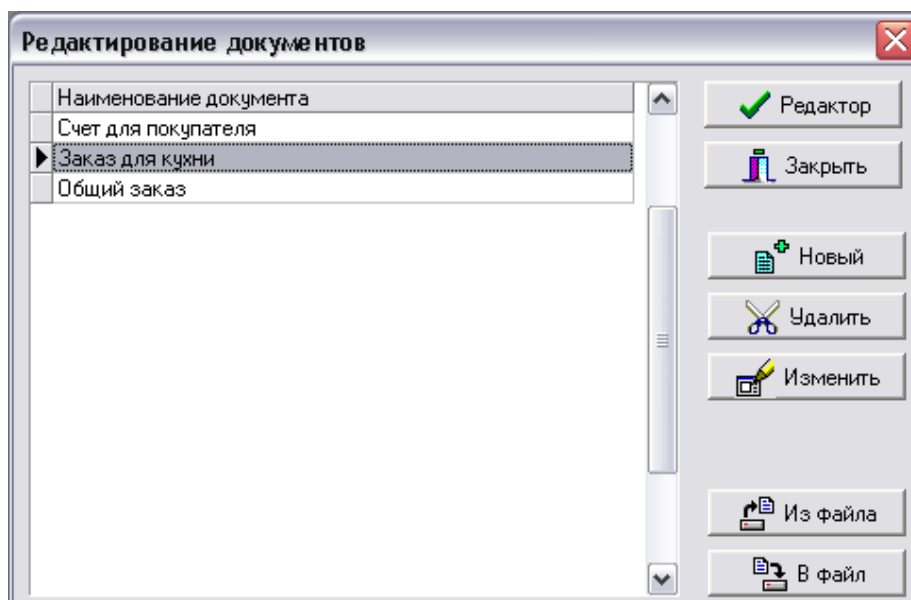 Редактирование документов
Наименование документа
Счет для покупателя
Заказ для кухни
Общий заказ
Редактор
Закрыть
Новый
Удалить
Изменить
Из файла
В файл